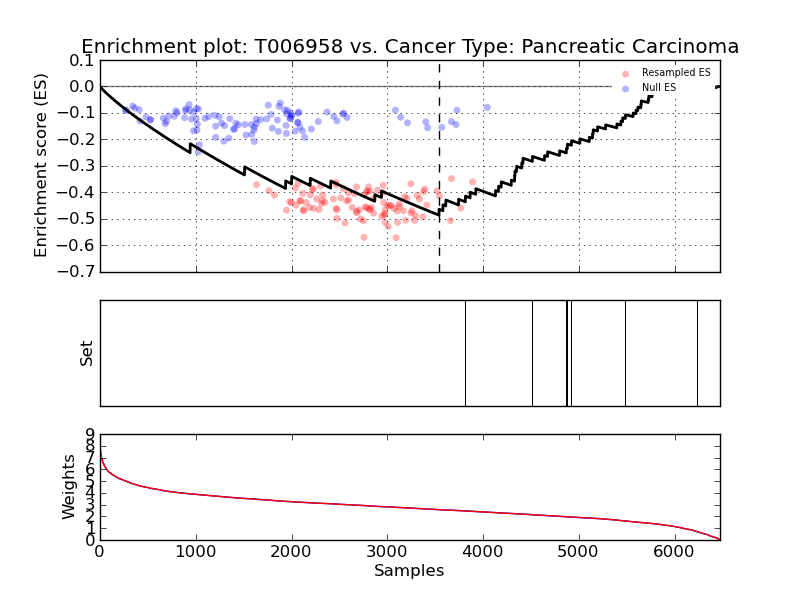 Enrichment plot: T006958 vs. Cancer Type: Pancreatic Carcinoma
Enrichment score (ES)
0.1
0.0
−0.1
−0.2
−0.3
−0.4
−0.5
−0.6
−0.7
Resampled ES
Null ES
Set
Weights
9
8
7
6
5
4
3
2
1
0
0 1000 2000 3000 4000 5000 6000
Samples